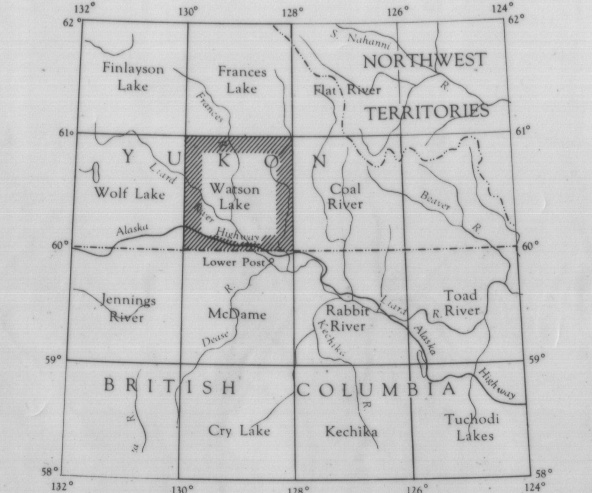 132° 130° 128° 126° 124°
62° 62°
S. Nahanni
R.
NORTHWEST
TERRITORIES
Finlayson
Lake
Frances
Lake
Flat River
Frances
61° 61°
YUKON
Liard
River
Wolf Lake
Watson
Lake
Coal
River
Beaver
R.
Alaska
Highway
60° 60°
Lower Post
Jennings
River
McDame
R.
Dease
Rabbit
River
Kechika
R
Liard
R.
Toad
River
Alaska
Highway
59° 59°
BRITISH COLUMBIA
R
Cry Lake
Kechika
Tuchodi
Lakes
58° 58°
132° 130° 128° 126° 124°